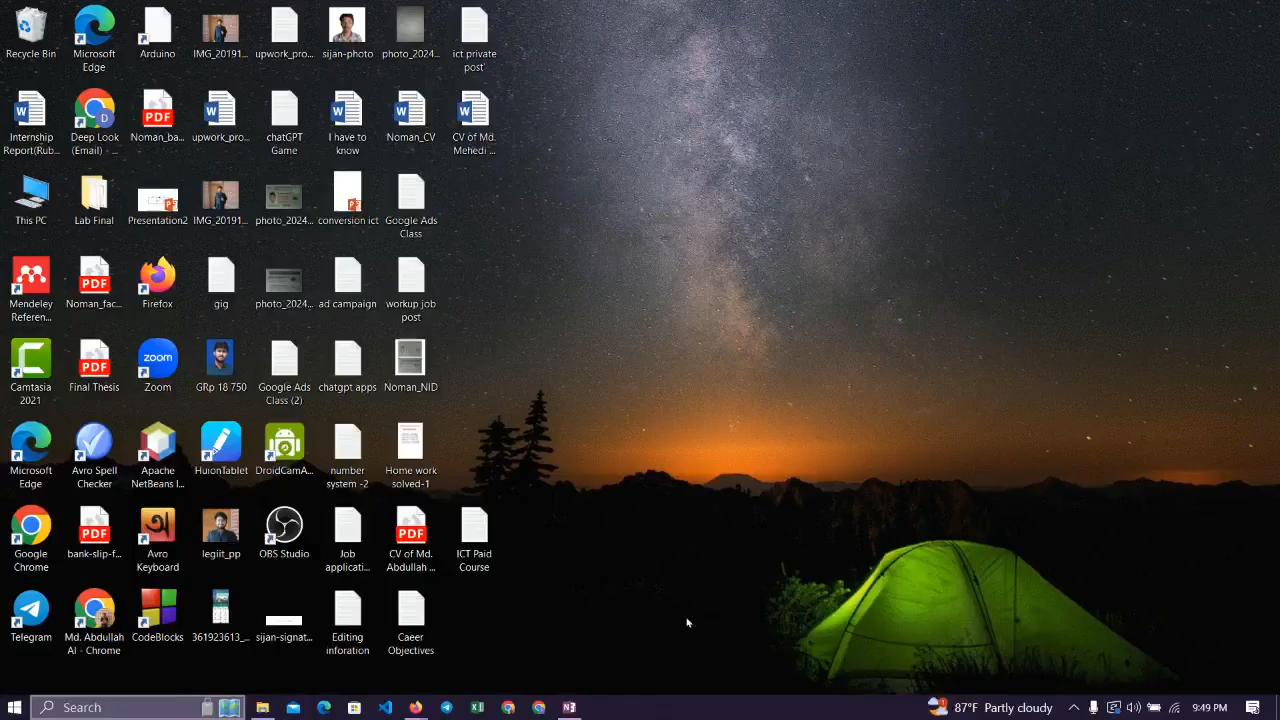 Recycle Bin
Microsoft
Edge
Arduino
IMG_20191...
upwork_pro...
sijan-photo
photo_2024...
ict private
post
Internship
Report(Rub...
Deep Look
(Email) - ...
D
PDF
Noman_ba...
upwork_pro...
chatGPT
Game
I have to
know
Noman_CV
CV of Md.
Mehedi ...
This PC
Lab Final
Presentation2
IMG_20191...
photo_2024...
conversion ict
Google Ads
Class
Mendeley
Referen...
PDF
Noman_fac...
Firefox
gig
photo_2024...
ad campaign
workup job
post
Camtasia
2021
PDF
Final Thesis
zoom
Zoom
GRp 18 750
Google Ads
Class (2)
chatgpt apps
Noman_NID
Microsoft
Edge
Avro Spell
Checker
Apache
NetBeans I...
HuionTablet
DroidCamA...
number
system -2
Home work
solved-1
Google
Chrome
PDF
bank-slip-f...
অ
Avro
Keyboard
legiit_pp
OBS Studio
Job
applicati...
PDF
CV of Md.
Abdullah ...
ICT Paid
Course
Telegram
Md. Abdullah
Al - Chrome
CodeBlocks
361923613_...
sijan-signat...
Editing
inforation
Caeer
Objectives
Search
87°F Partly cloudy
9:49 PM